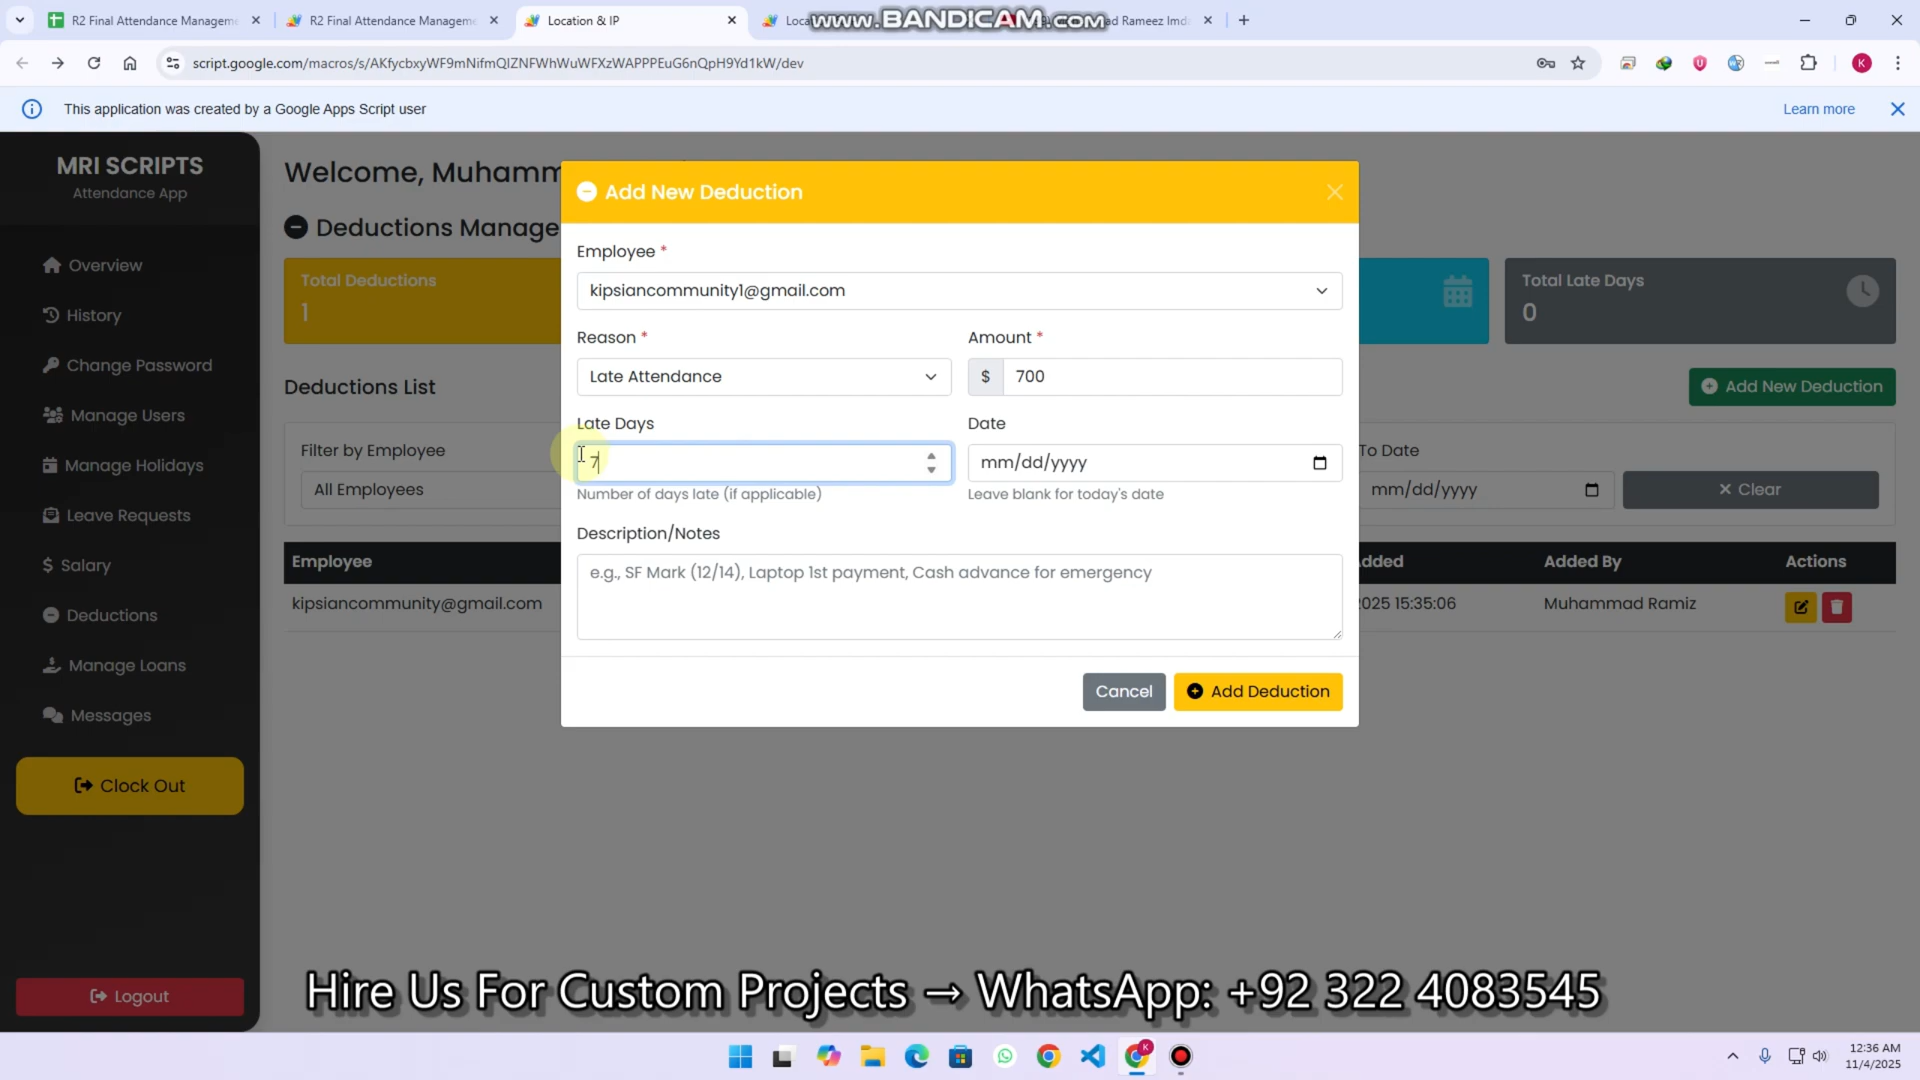 R2 Final Attendance Managem
R2 Final Attendance Manageme
Location & IP
Loca
www.BANDICAM.com
ad Rameez Imda
script.google.com/macros/s/AKfycbxyWF9mNifmQIZNFWhWuWFXzWAPPPEuG6nQpH9Yd1kW/dev
K
This application was created by a Google Apps Script user
Learn more
MRI SCRIPTS
Attendance App
Overview
History
Change Password
Manage Users
Manage Holidays
Leave Requests
Salary
Deductions
Manage Loans
Messages
Clock Out
Logout
Welcome, Muhamm
Deductions Manage
Total Deductions
1
Total Late Days
0
Deductions List
Add New Deduction
Filter by Employee
All Employees
To Date
mm/dd/yyyy
Clear
Employee
dded
Added By
Actions
kipsiancommunity@gmail.com
2025 15:35:06
Muhammad Ramiz
Add New Deduction
Employee *
kipsiancommunity1@gmail.com
Reason *
Amount *
Late Attendance
$ 700
Late Days
Date
7
mm/dd/yyyy
Number of days late (if applicable)
Leave blank for today's date
Description/Notes
e.g., SF Mark (12/14), Laptop 1st payment, Cash advance for emergency
Cancel
Add Deduction
Hire Us For Custom Projects → WhatsApp: +92 322 4083545
12:36 AM
11/4/2025